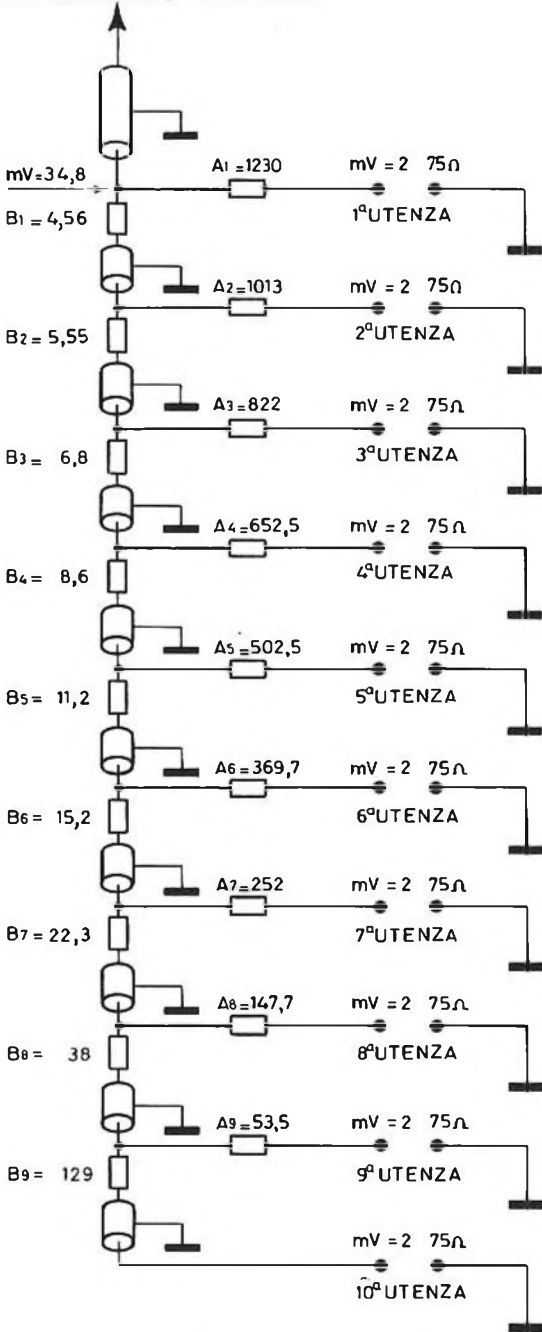 mV=34,8
A1=1230
mV=2 75Ω
B1=4,56
1ªUTENZA
A2=1013
mV=2 75Ω
B2=5,55
2ªUTENZA
A3=822
mV=2 75Ω
B3= 6,8
3ªUTENZA
A4=652,5
mV=2 75Ω
B4= 8,6
4ªUTENZA
A5=502,5
mV=2 75Ω
B5= 11,2
5ªUTENZA
A6=369,7
mV=2 75Ω
B6= 15,2
6ªUTENZA
A7=252
mV=2 75Ω
B7=22,3
7ªUTENZA
A8=147,7
mV=2 75Ω
B8= 38
8ªUTENZA
A9=53,5
mV=2 75Ω
B9= 129
9ªUTENZA
mV=2 75Ω
10ªUTENZA